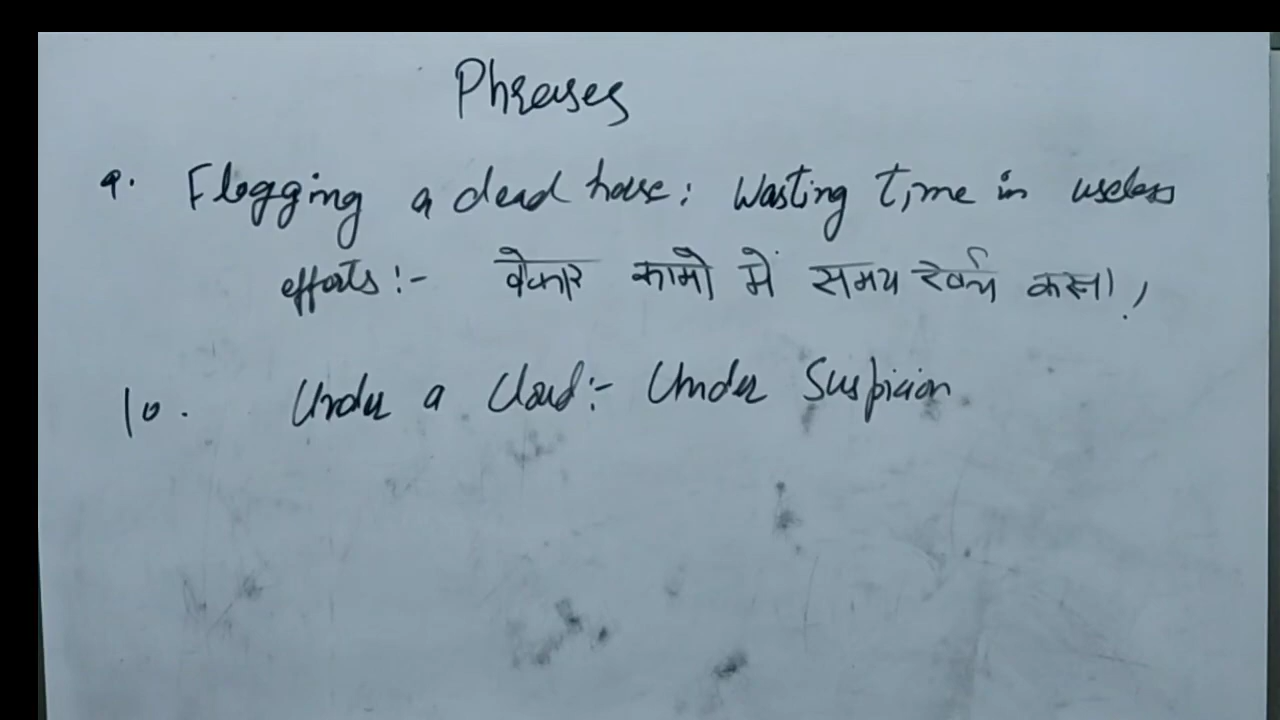 Phrases
9. Flogging a dead horse: Wasting time in useless
efforts:- बेकार कामो में समय खर्च करना,
10. Under a Cloud:- Under Suspicion